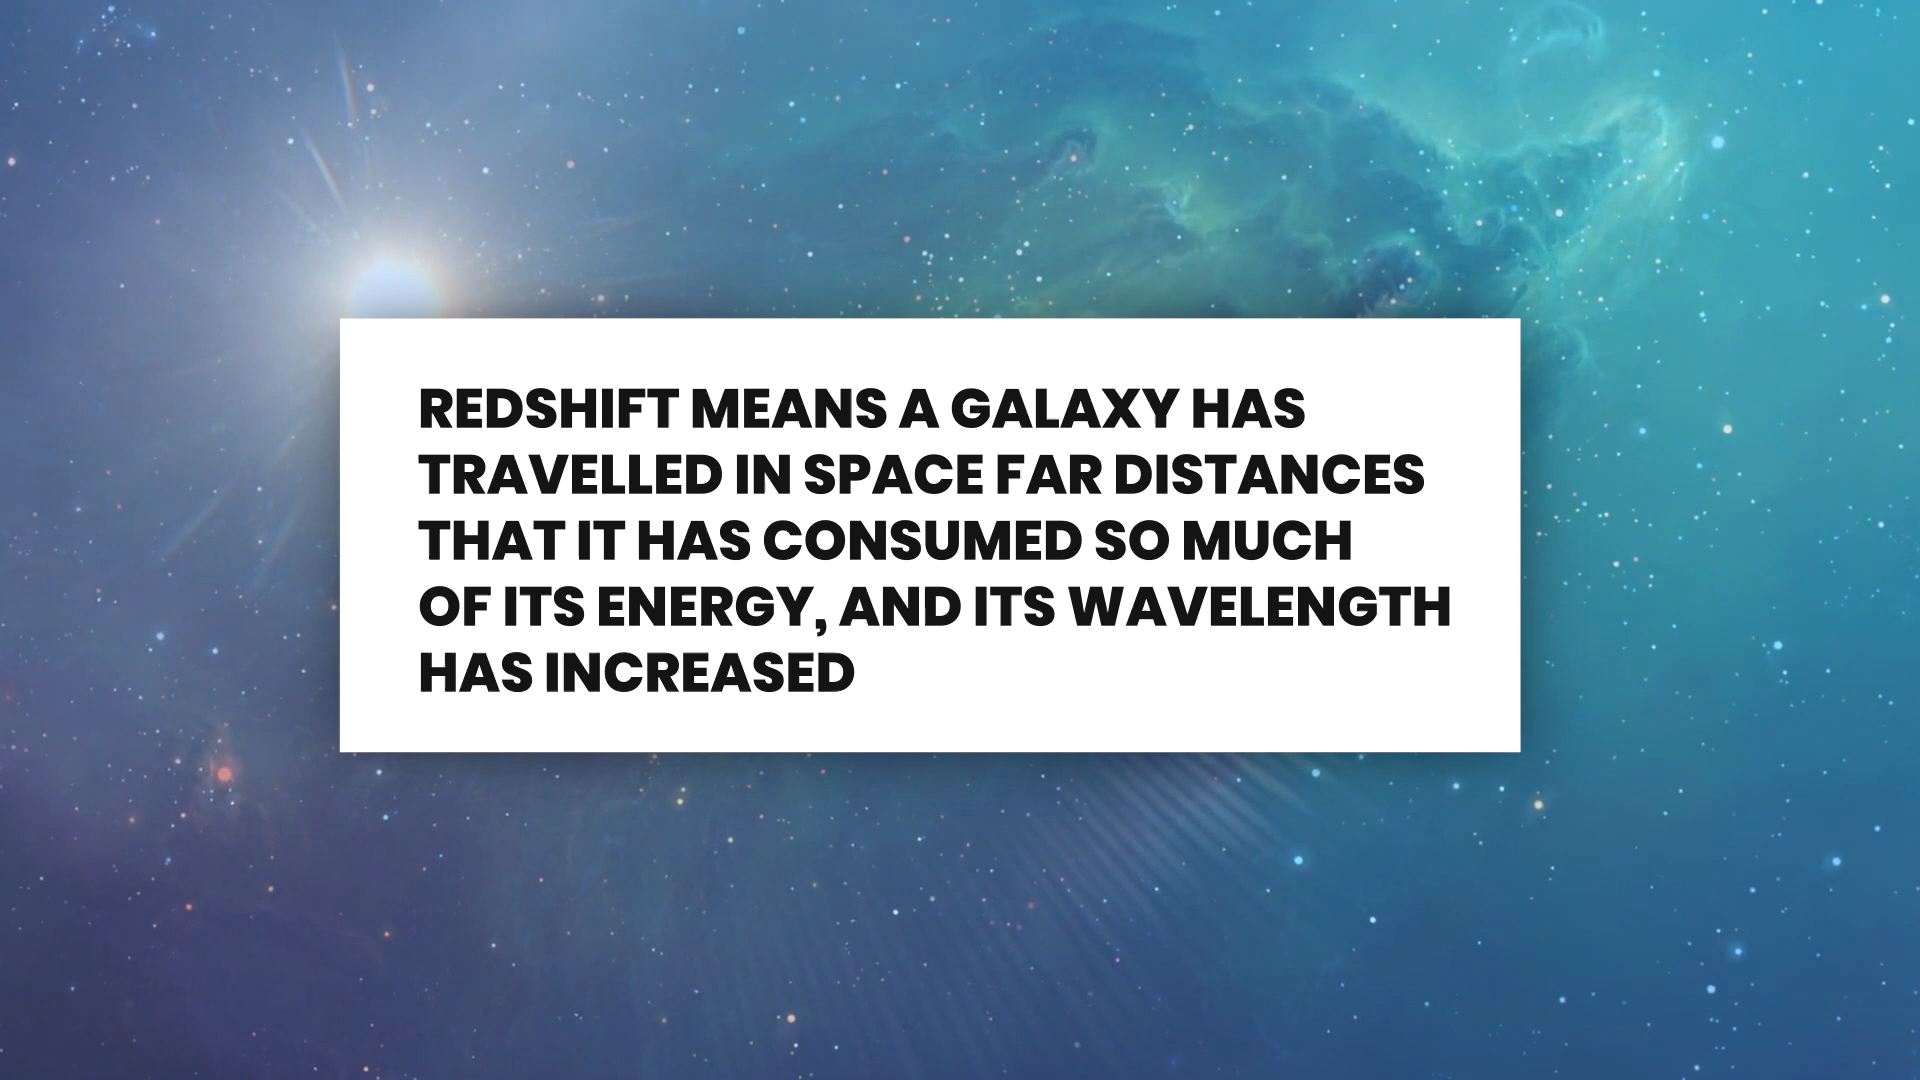 REDSHIFT MEANS A GALAXY HAS
TRAVELLED IN SPACE FAR DISTANCES
THAT IT HAS CONSUMED SO MUCH
OF ITS ENERGY, AND ITS WAVELENGTH
HAS INCREASED